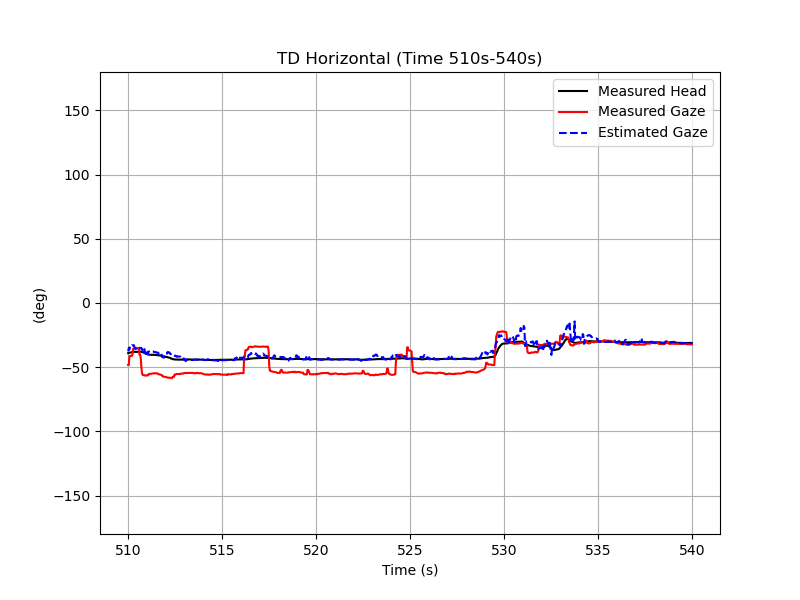 TD Horizontal (Time 510s-540s)
Measured Head
Measured Gaze
Estimated Gaze
150
100
50
0
−50
−100
−150
(deg)
510
515
520
525
530
535
540
Time (s)